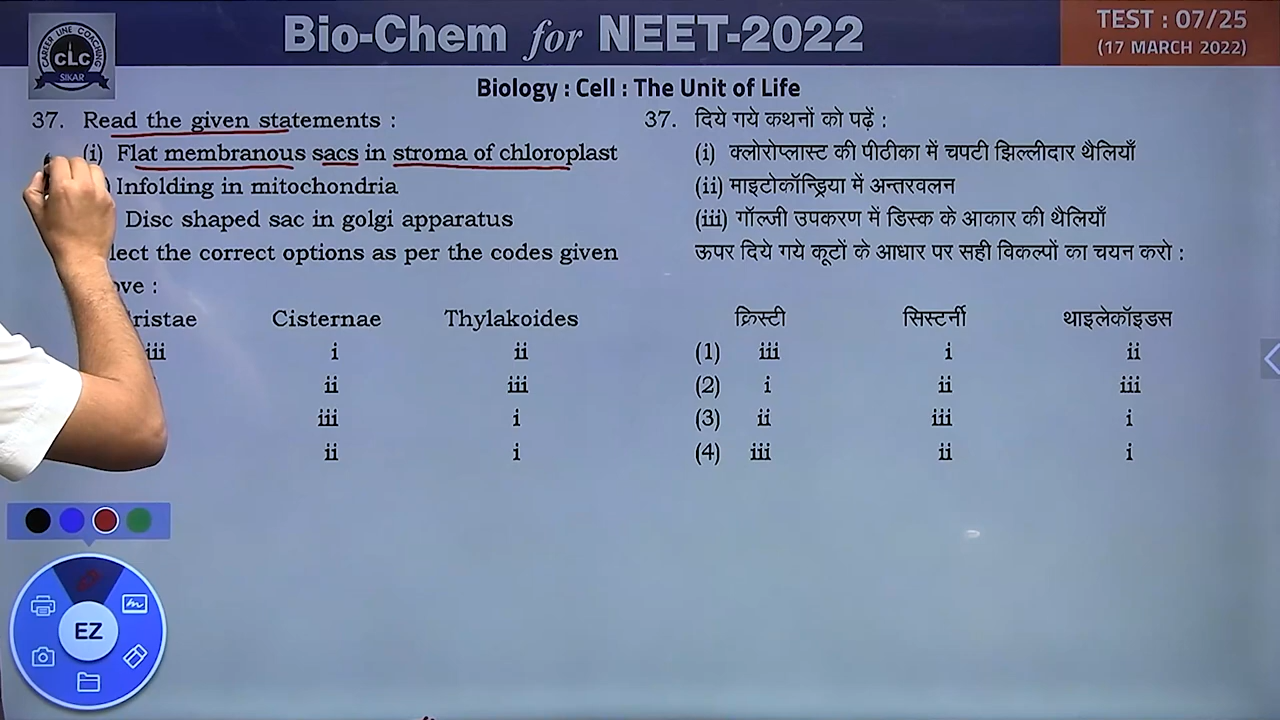 CAREER LINE COACHING
CLC
SIKAR
Bio-Chem for NEET-2022
TEST : 07/25
(17 MARCH 2022)
Biology : Cell : The Unit of Life
37. Read the given statements :
(i) Flat membranous sacs in stroma of chloroplast
) Infolding in mitochondria
Disc shaped sac in golgi apparatus
lect the correct options as per the codes given
ove :
ristae Cisternae Thylakoides
iii i ii
ii iii
iii i
ii i
37. दिये गये कथनों को पढ़ें :
(i) क्लोरोप्लास्ट की पीठीका में चपटी झिल्लीदार थैलियाँ
(ii) माइटोकॉन्ड्रिया में अन्तरवलन
(iii) गॉल्जी उपकरण में डिस्क के आकार की थैलियाँ
ऊपर दिये गये कूटों के आधार पर सही विकल्पों का चयन करो :
क्रिस्टी सिस्टर्नी थाइलेकॉइडस
(1) iii i ii
(2) i ii iii
(3) ii iii i
(4) iii ii i
EZ